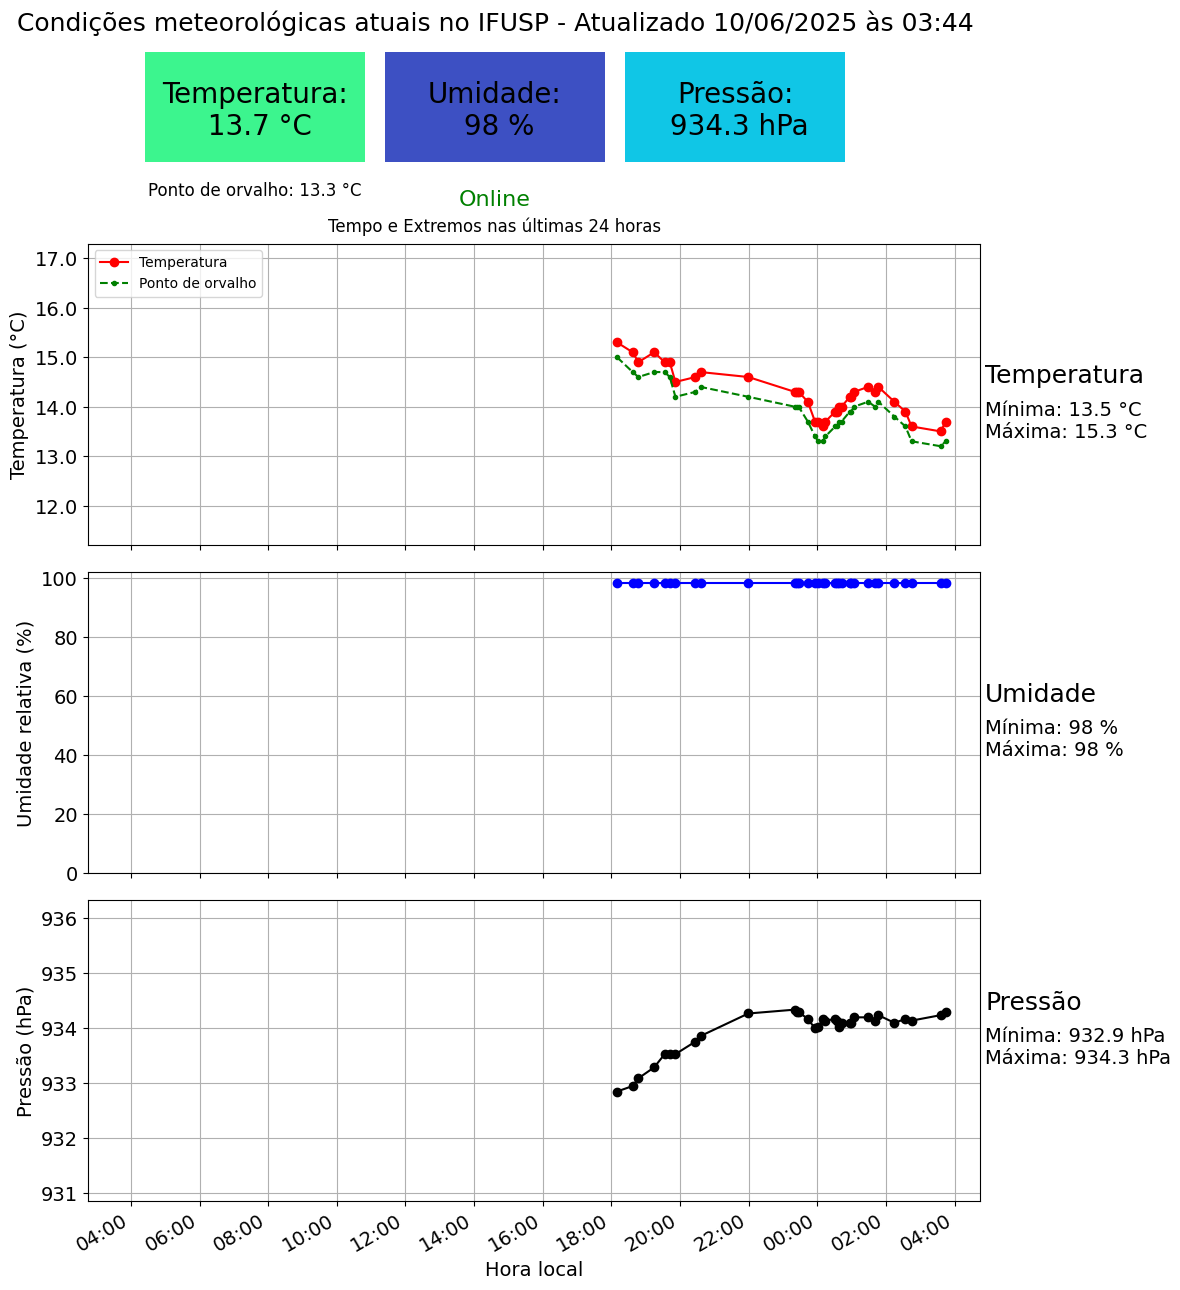 Condições meteorológicas atuais no IFUSP - Atualizado 10/06/2025 às 03:44
Temperatura:
13.7 °C
Umidade:
98 %
Pressão:
934.3 hPa
Ponto de orvalho: 13.3 °C
Online
Tempo e Extremos nas últimas 24 horas
Temperatura (°C)
17.0
16.0
15.0
14.0
13.0
12.0
Temperatura
Ponto de orvalho
Temperatura
Mínima: 13.5 °C
Máxima: 15.3 °C
Umidade relativa (%)
100
80
60
40
20
0
Umidade
Mínima: 98 %
Máxima: 98 %
Pressão (hPa)
936
935
934
933
932
931
Pressão
Mínima: 932.9 hPa
Máxima: 934.3 hPa
04:00 06:00 08:00 10:00 12:00 14:00 16:00 18:00 20:00 22:00 00:00 02:00 04:00
Hora local